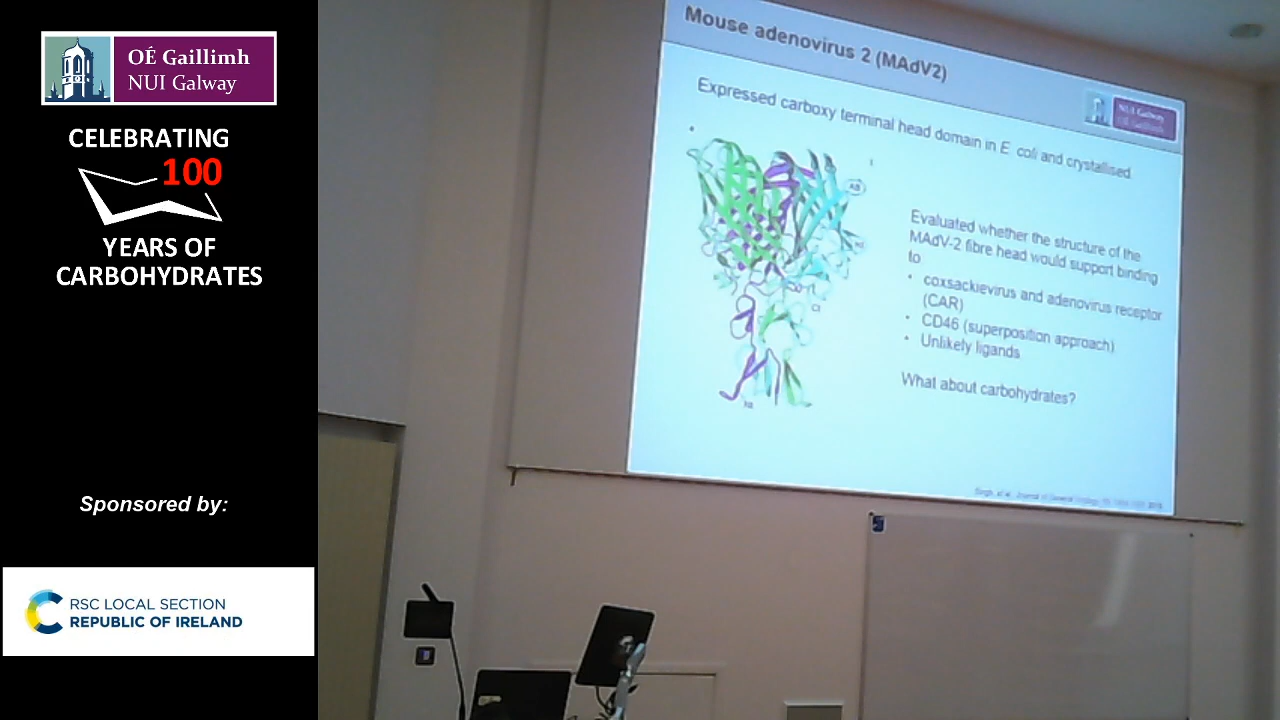 OÉ Gaillimh
NUI Galway
CELEBRATING
100
YEARS OF
CARBOHYDRATES
Sponsored by:
RSC LOCAL SECTION
REPUBLIC OF IRELAND
Mouse adenovirus 2 (MAdV2)
NUI Galway
OÉ Gaillimh
Expressed carboxy terminal head domain in E. coli and crystallised
AB
Evaluated whether the structure of the
MAdV-2 fibre head would support binding
to
• coxsackievirus and adenovirus receptor
(CAR)
• CD46 (superposition approach)
• Unlikely ligands
What about carbohydrates?